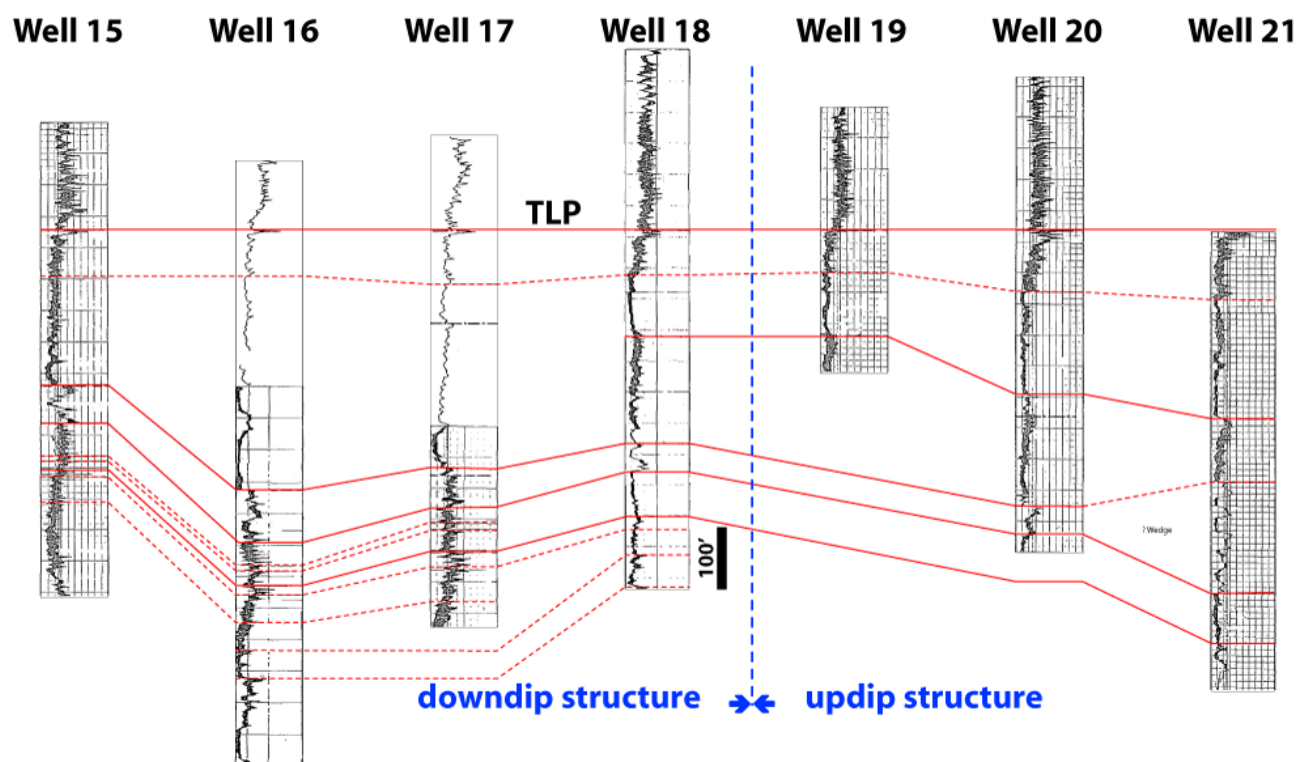 Well 15 Well 16 Well 17 Well 18 Well 19 Well 20 Well 21
TLP
? Wedge
100'
downdip structure updip structure